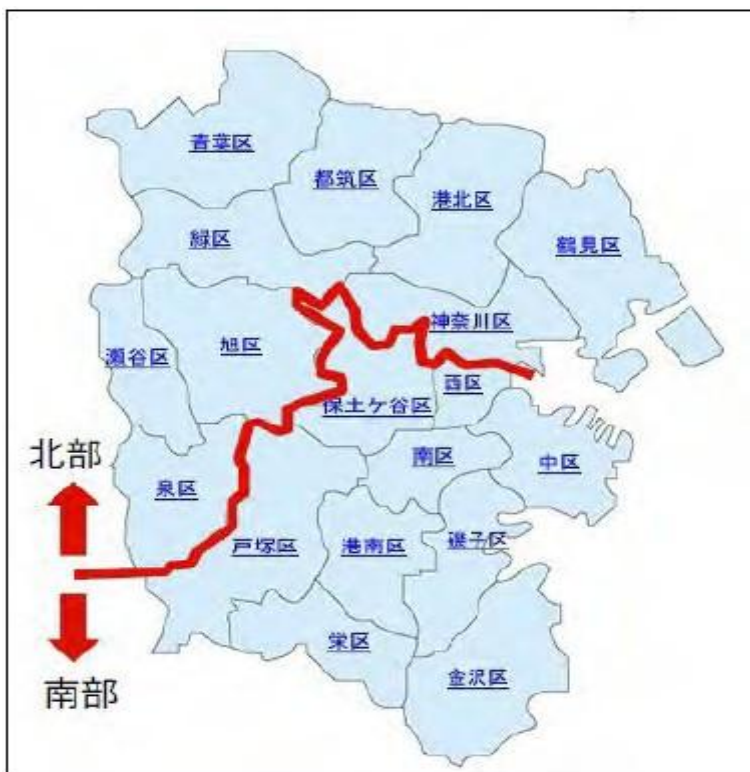 青葉区
都筑区
港北区
緑区
鶴見区
神奈川区
瀬谷区
旭区
西区
保土ケ谷区
南区
中区
北部
泉区
戸塚区
港南区
磯子区
栄区
南部
金沢区